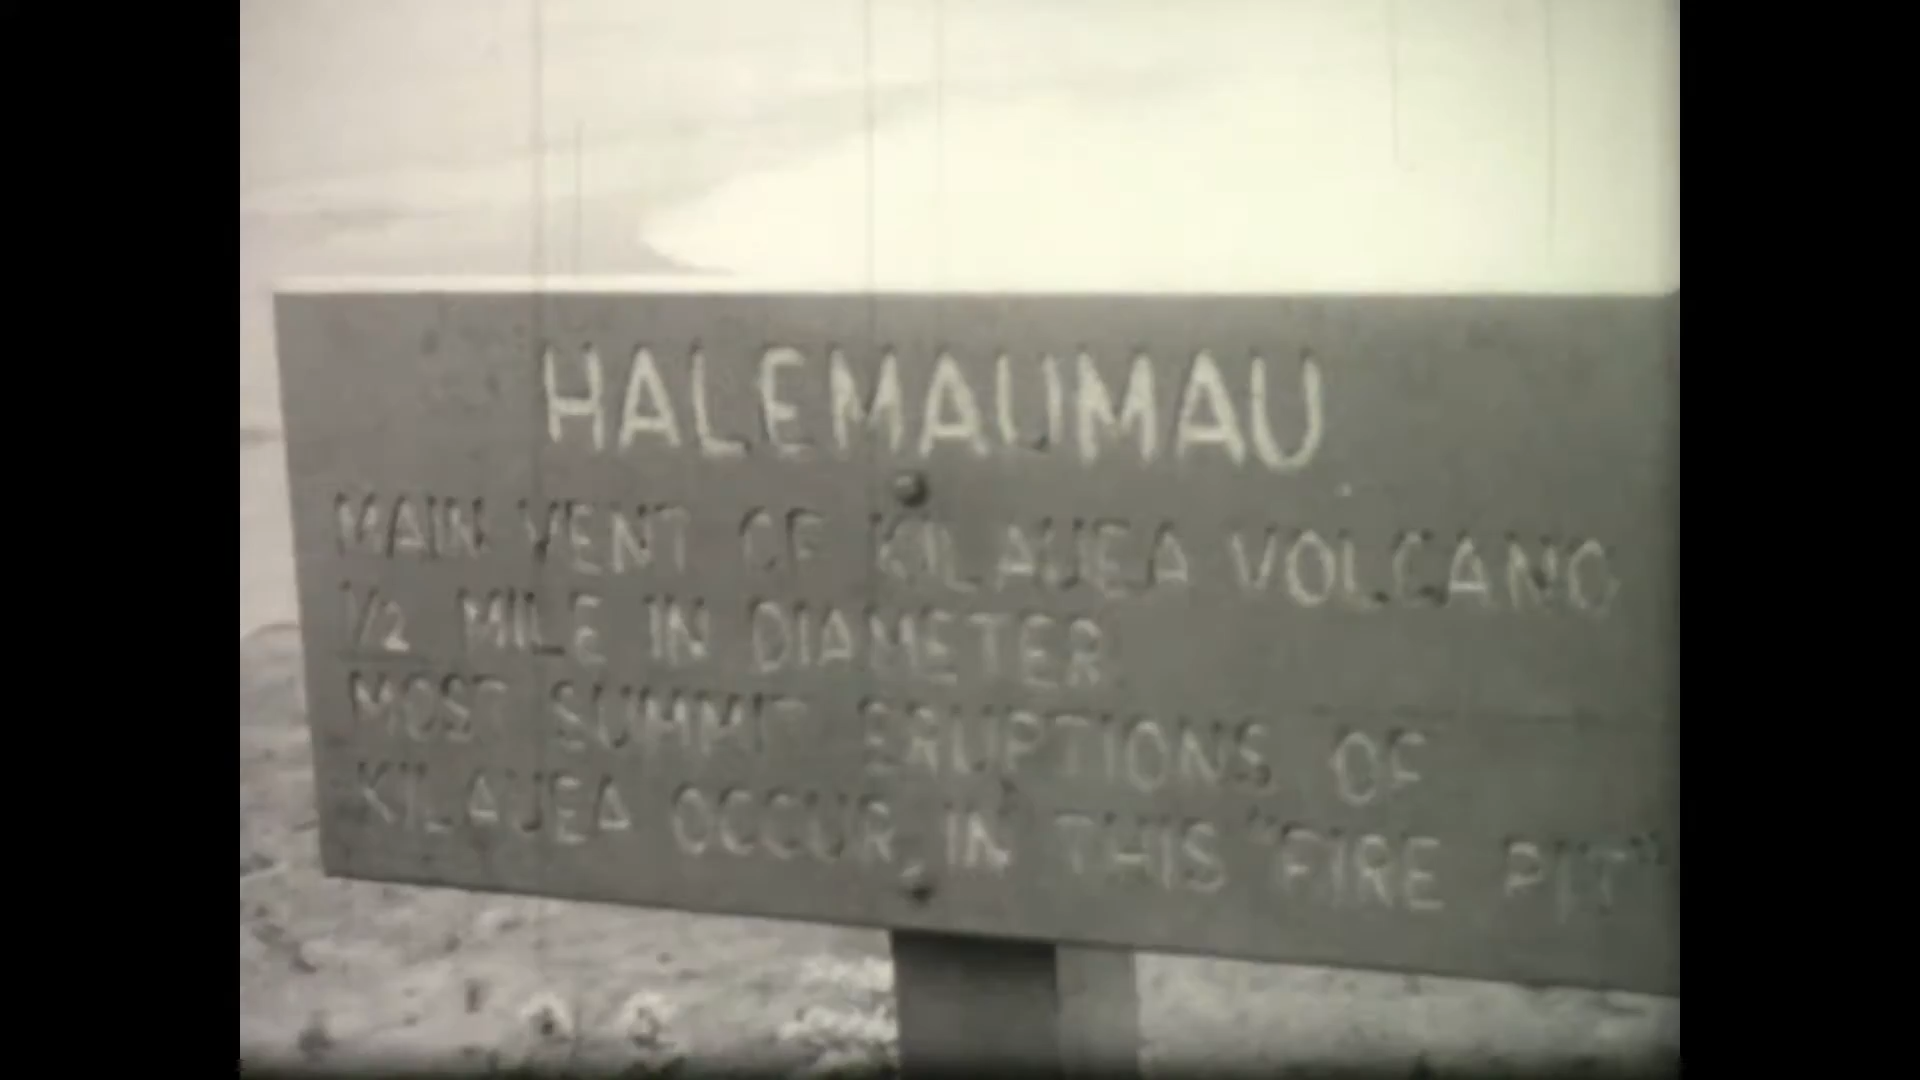 HALEMAUMAU
MAIN VENT OF KILAUEA VOLCANO
1/2 MILE IN DIAMETER
MOST SUMMIT ERUPTIONS OF
KILAUEA OCCUR IN THIS "FIRE PIT"